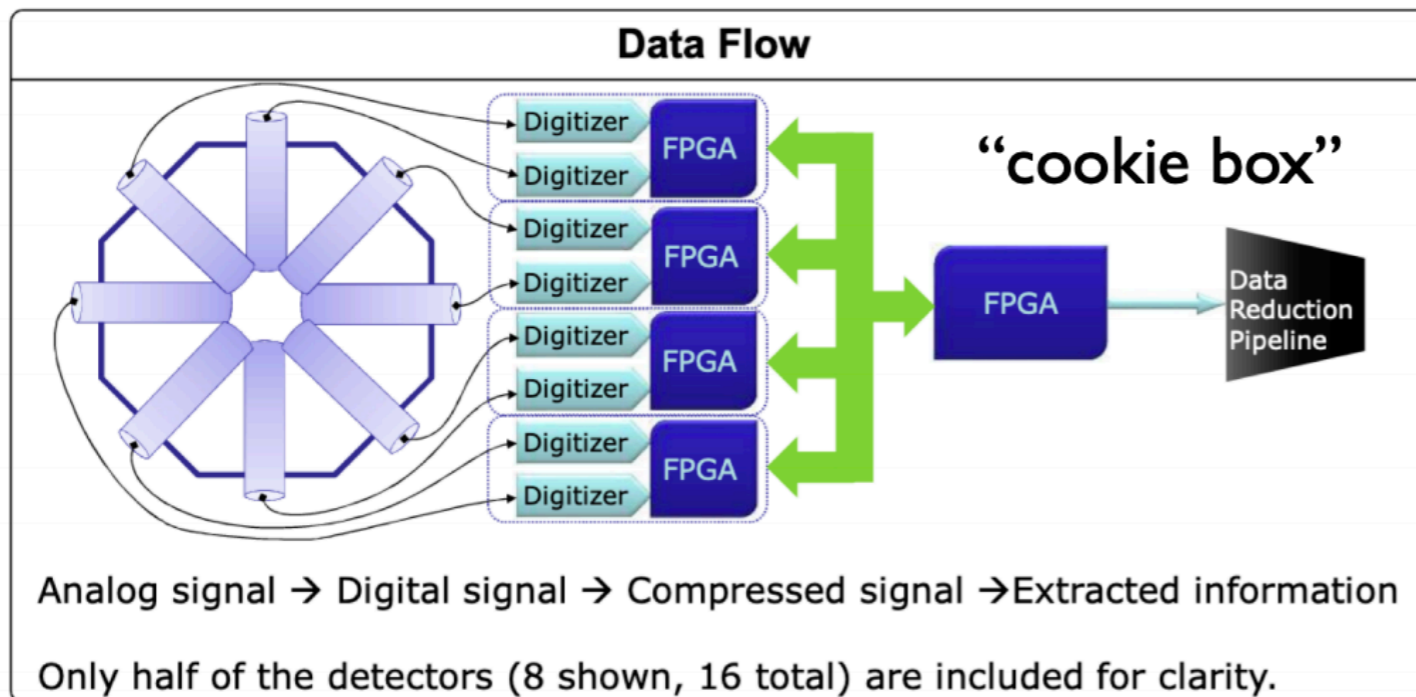 Data Flow
Digitizer
Digitizer
FPGA
Digitizer
Digitizer
FPGA
Digitizer
Digitizer
FPGA
Digitizer
Digitizer
FPGA
“cookie box”
FPGA
Data
Reduction
Pipeline
Analog signal → Digital signal → Compressed signal →Extracted information
Only half of the detectors (8 shown, 16 total) are included for clarity.